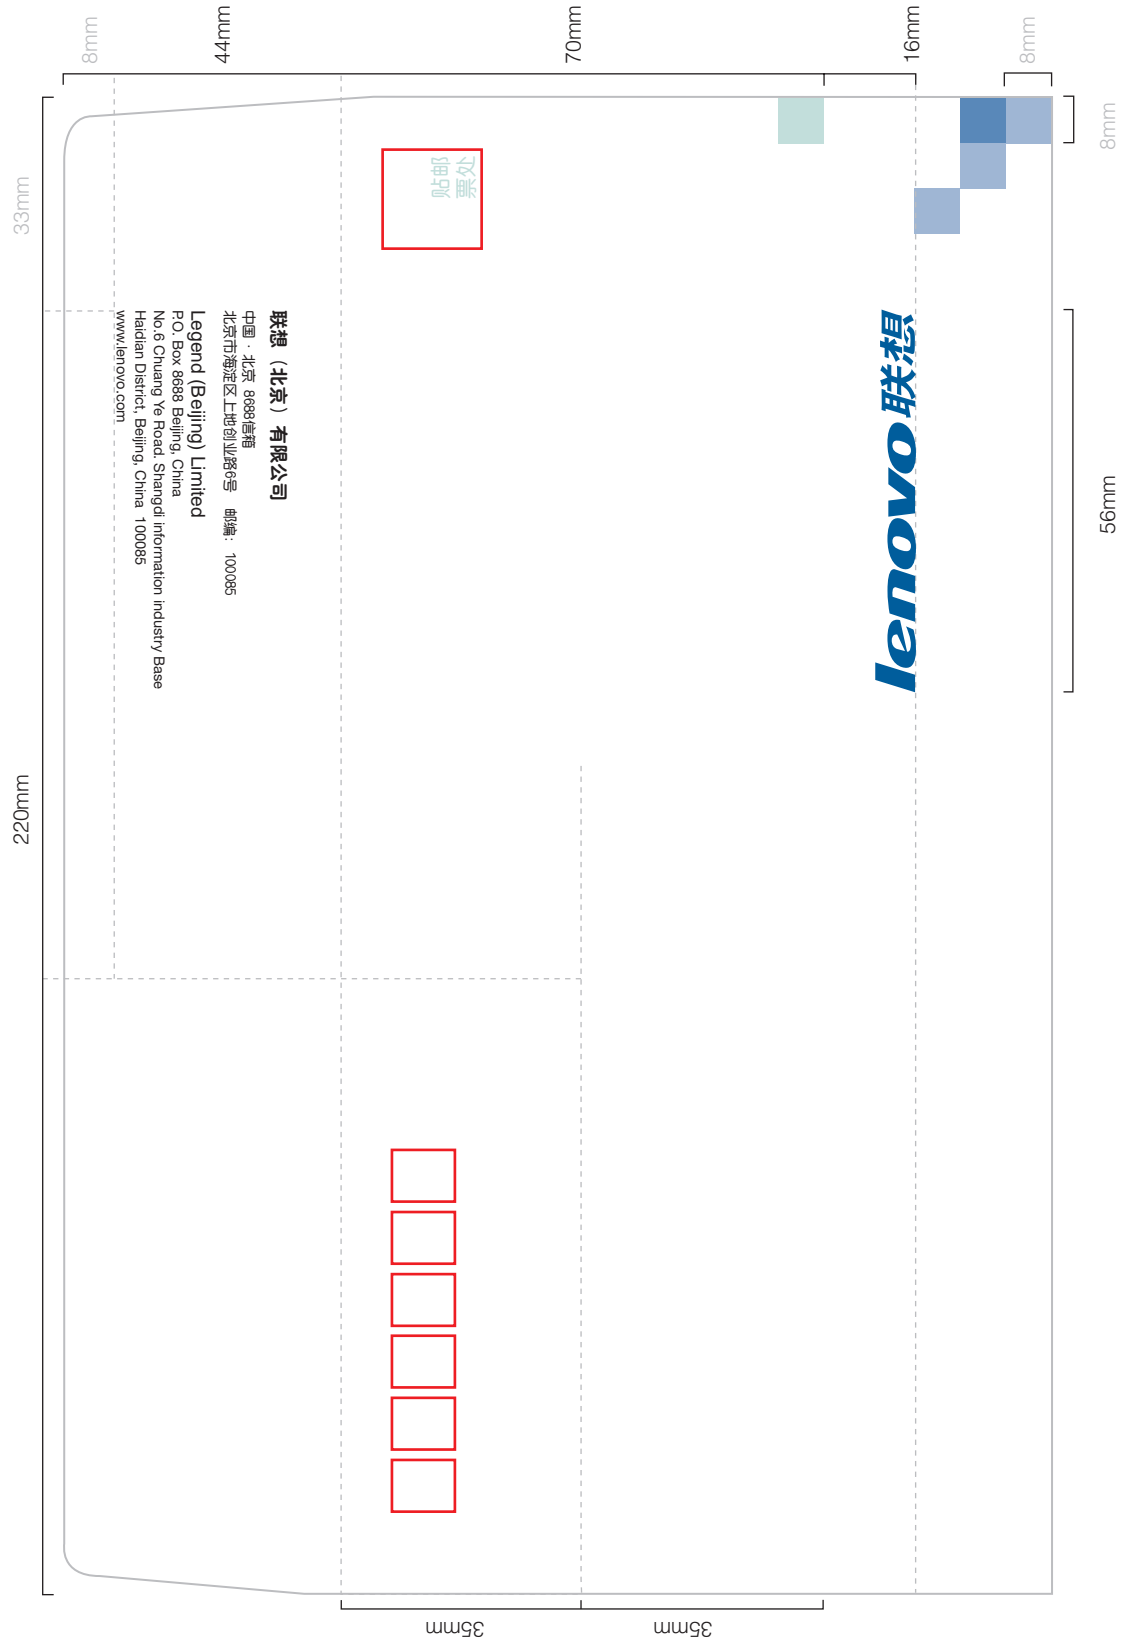 8mm
44mm
70mm
16mm
8mm
8mm
33mm
220mm
56mm
35mm
35mm
贴邮
票处
lenovo联想
联想（北京）有限公司
中国·北京 8688信箱
北京市海淀区上地创业路6号 邮编：100085
Legend (Beijing) Limited
P.O. Box 8688 Beijing, China
No.6 Chuang Ye Road. Shangdi information industry Base
Haidian District, Beijing, China 100085
www.lenovo.com